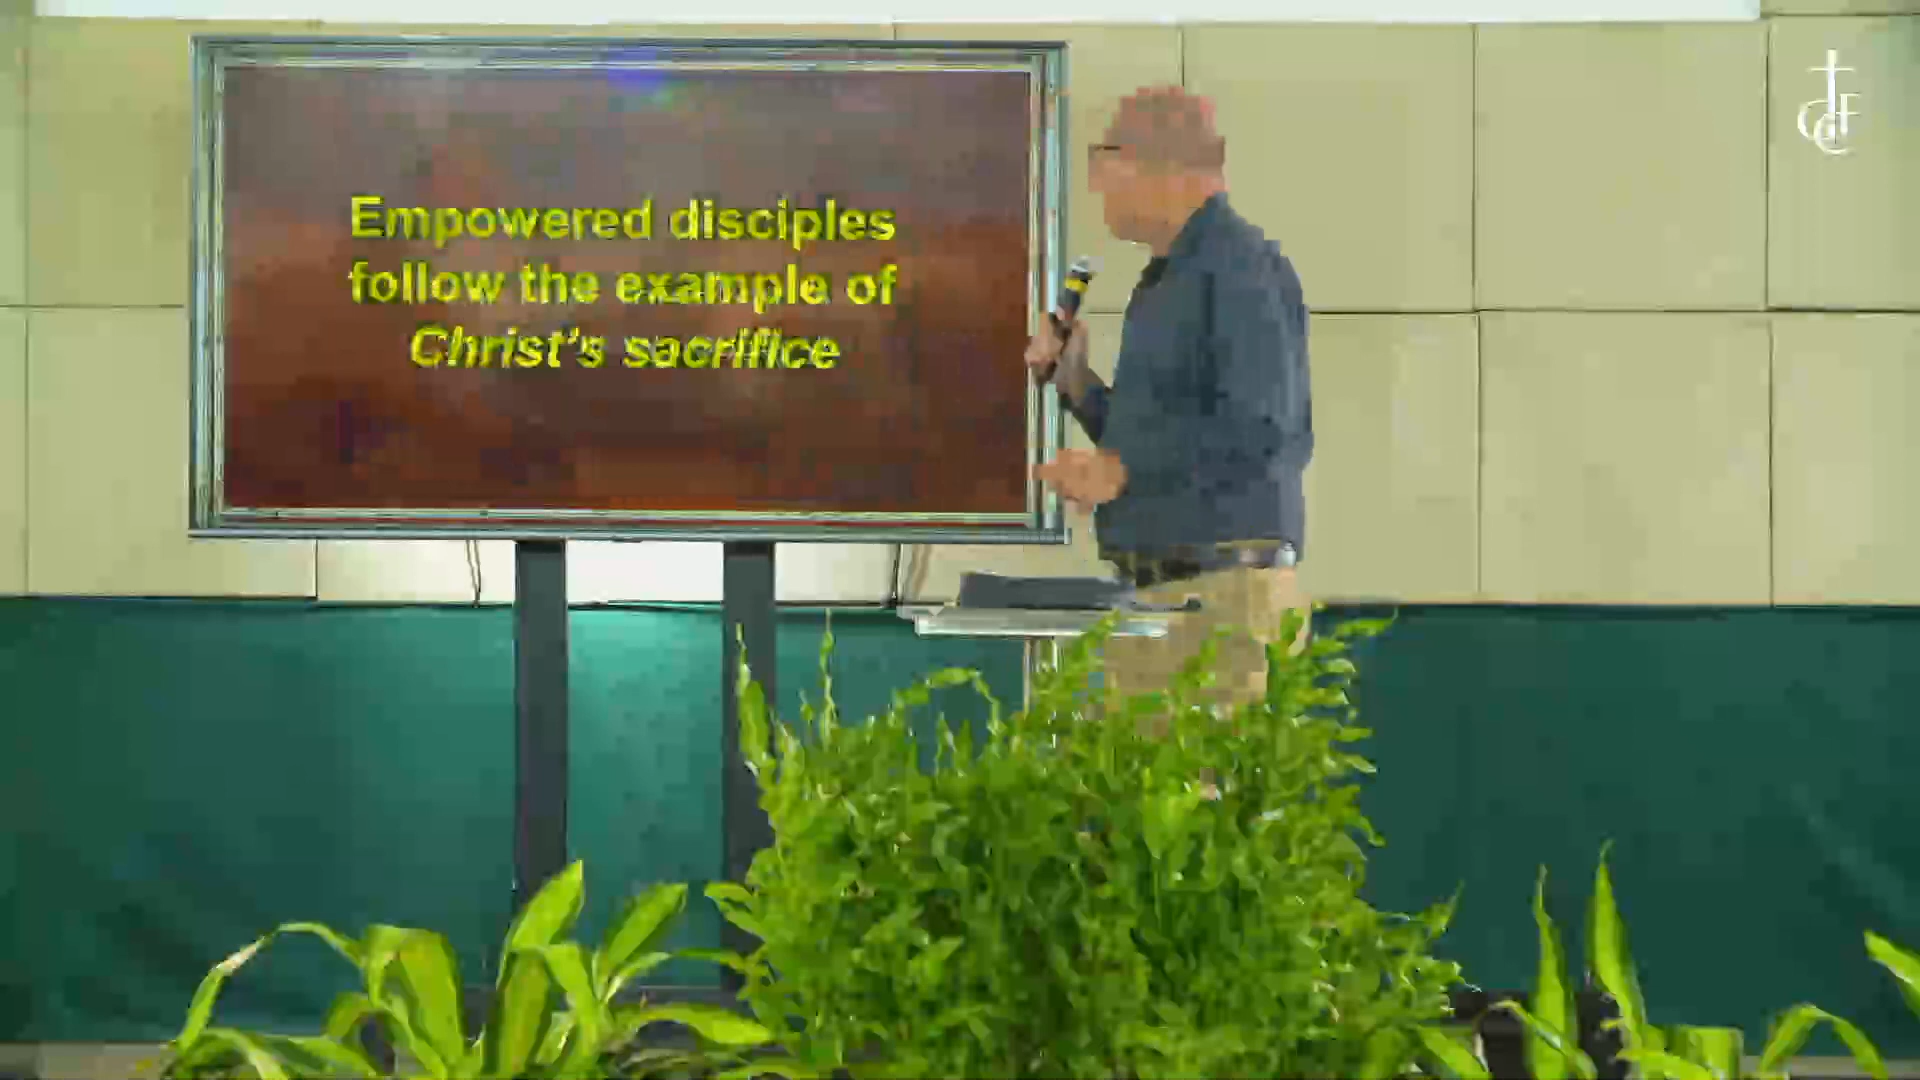 Empowered disciples
follow the example of
Christ's sacrifice